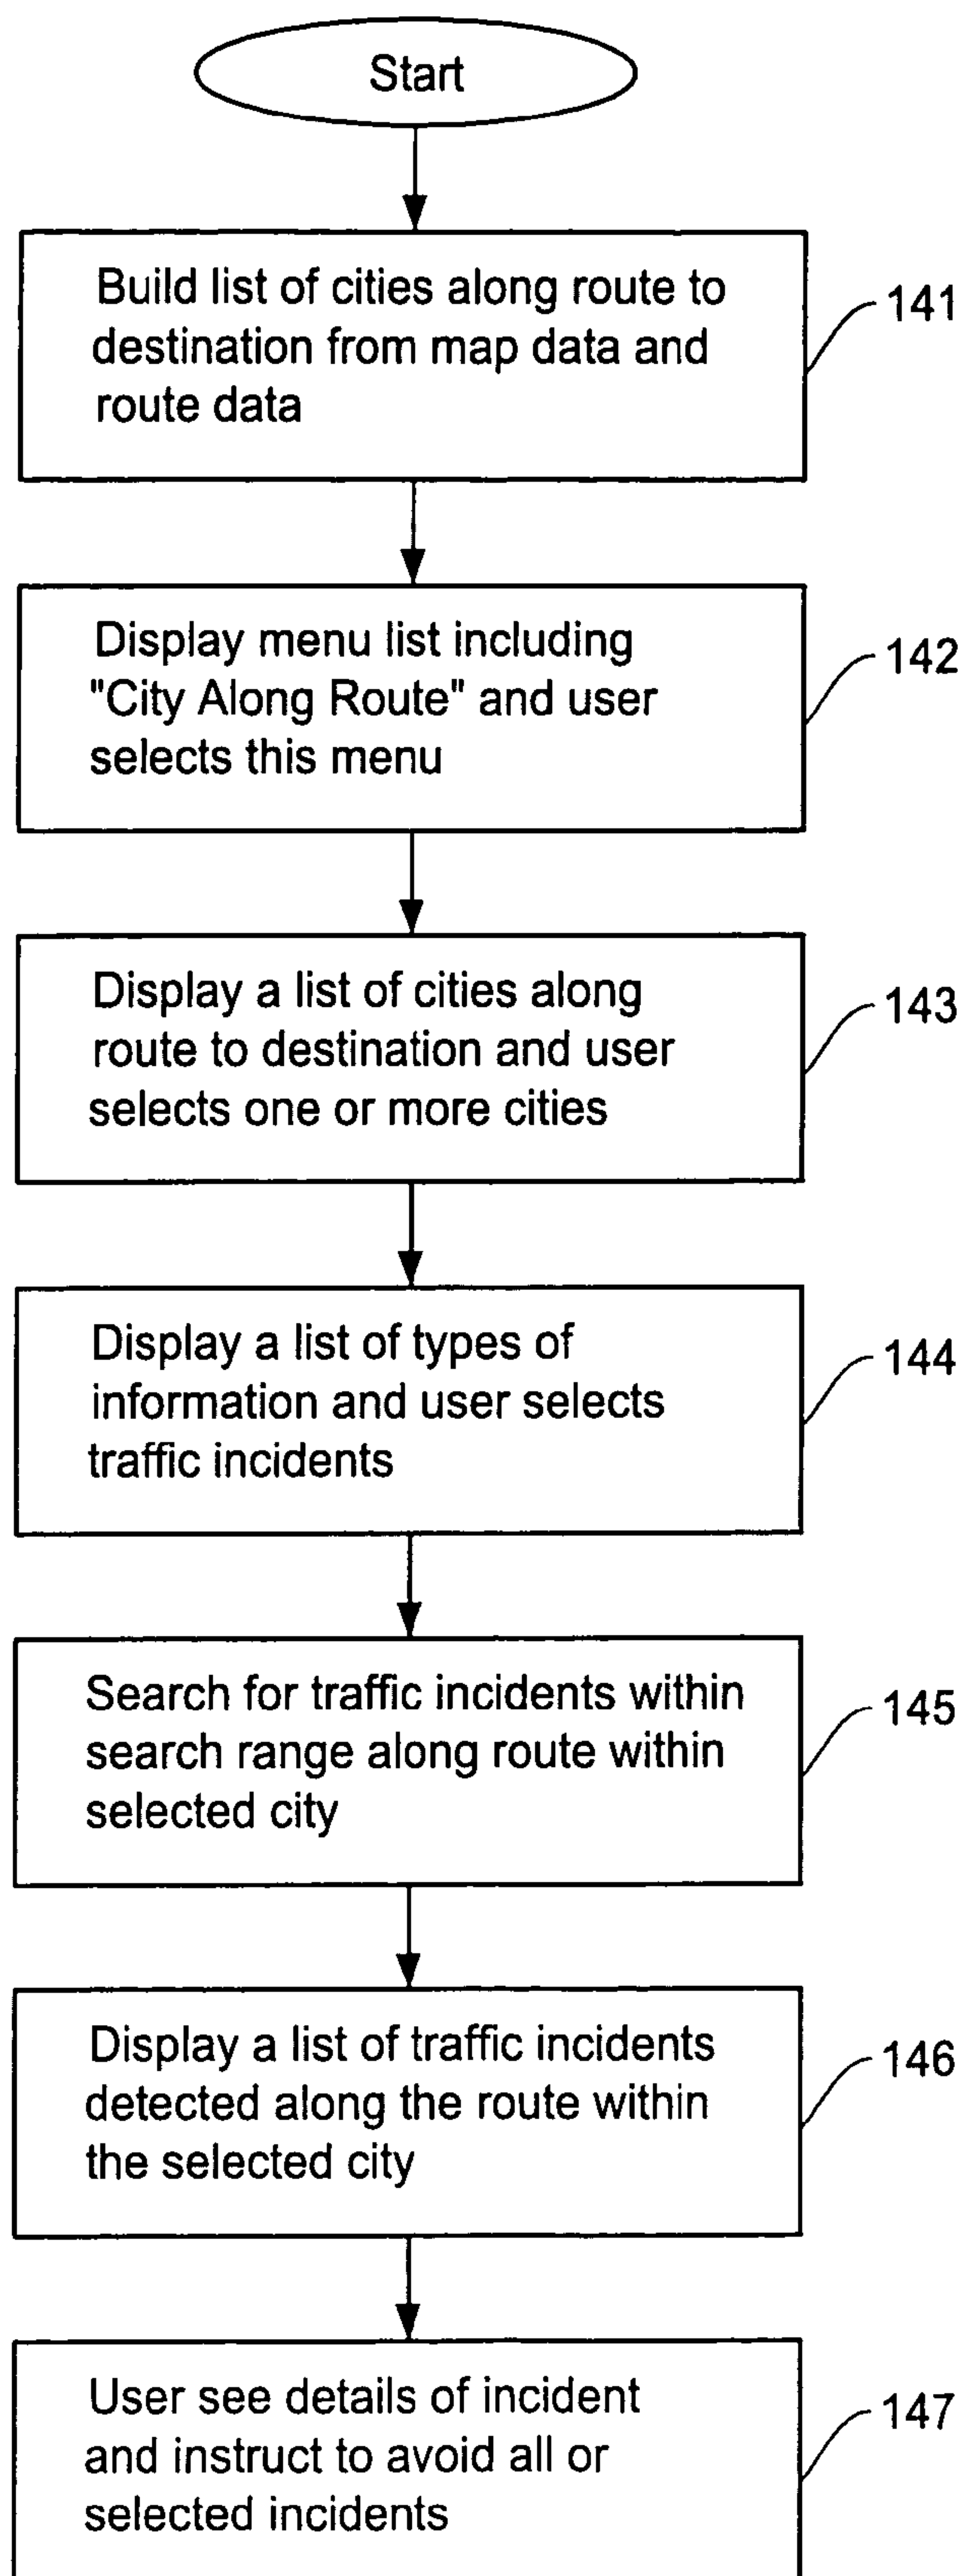 Start
Build list of cities along route to
destination from map data and
route data
141
Display menu list including
"City Along Route" and user
selects this menu
142
Display a list of cities along
route to destination and user
selects one or more cities
143
Display a list of types of
information and user selects
traffic incidents
144
Search for traffic incidents within
search range along route within
selected city
145
Display a list of traffic incidents
detected along the route within
the selected city
146
User see details of incident
and instruct to avoid all or
selected incidents
147